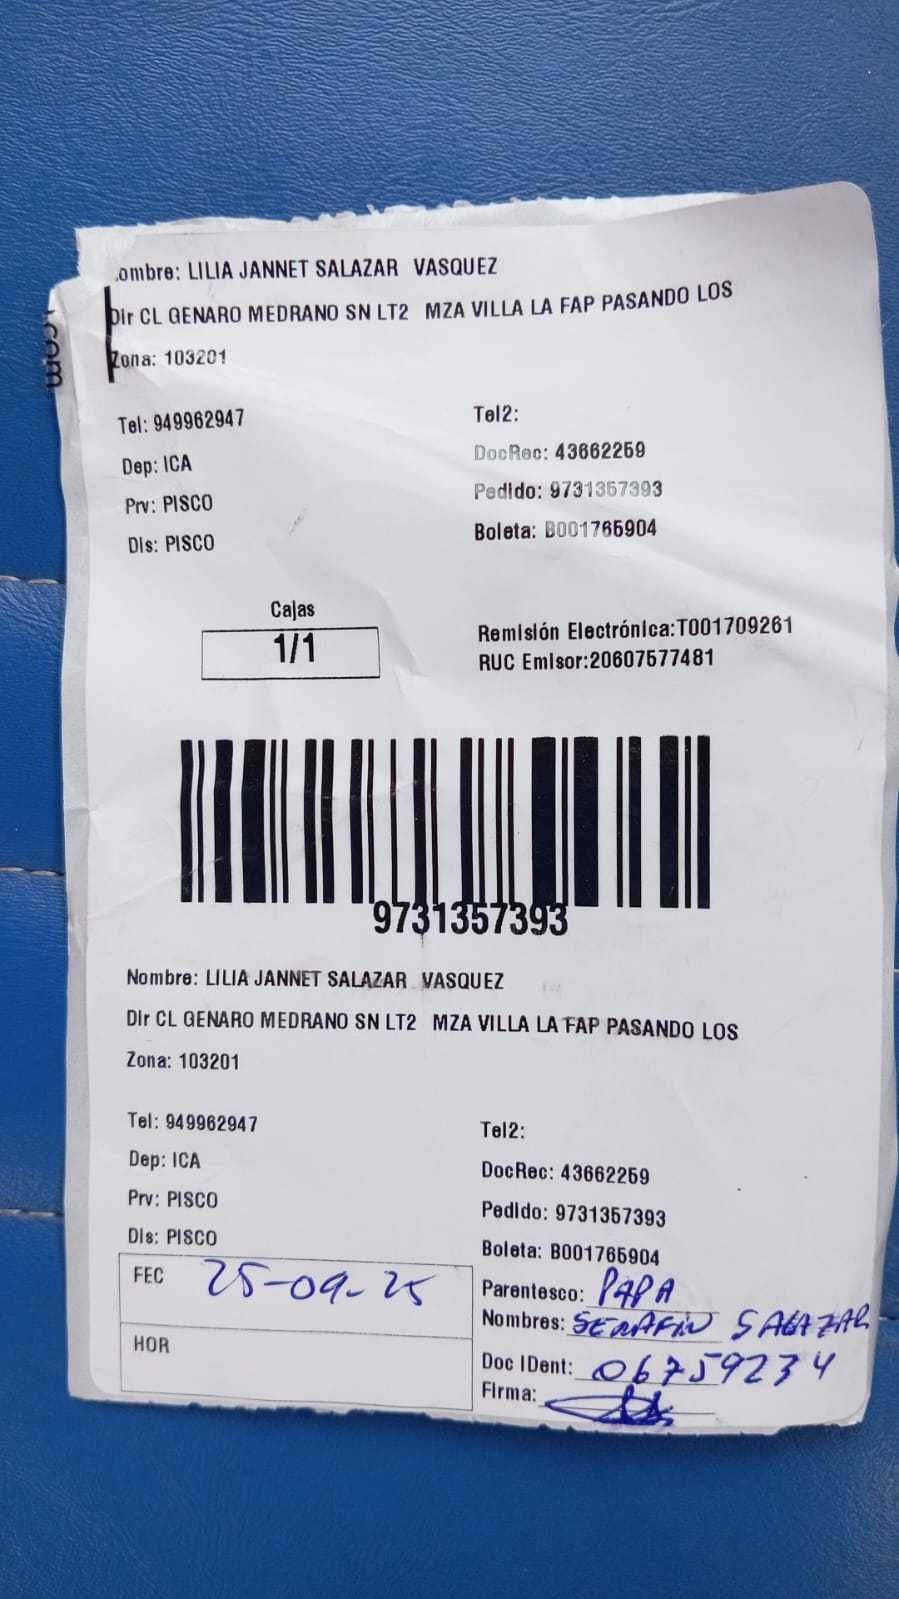 ombre: LILIA JANNET SALAZAR VASQUEZ
Dir CL GENARO MEDRANO SN LT2 MZA VILLA LA FAP PASANDO LOS
Zona: 103201
.com
Tel: 949962947
Tel2:
Dep: ICA
DocRec: 43662259
Prv: PISCO
Pedido: 9731357393
Dis: PISCO
Boleta: B001765904
Cajas
1/1
Remisión Electrónica:T001709261
RUC Emisor:20607577481
9731357393
Nombre: LILIA JANNET SALAZAR VASQUEZ
Dir CL GENARO MEDRANO SN LT2 MZA VILLA LA FAP PASANDO LOS
Zona: 103201
Tel: 949962947
Tel2:
Dep: ICA
DocRec: 43662259
Prv: PISCO
Pedido: 9731357393
Dis: PISCO
Boleta: B001765904
FEC 25-09-25
Parentesco: PAPA
Nombres: SERAFIN SALAZAR
HOR
Doc IDent: 06759234
Firma: